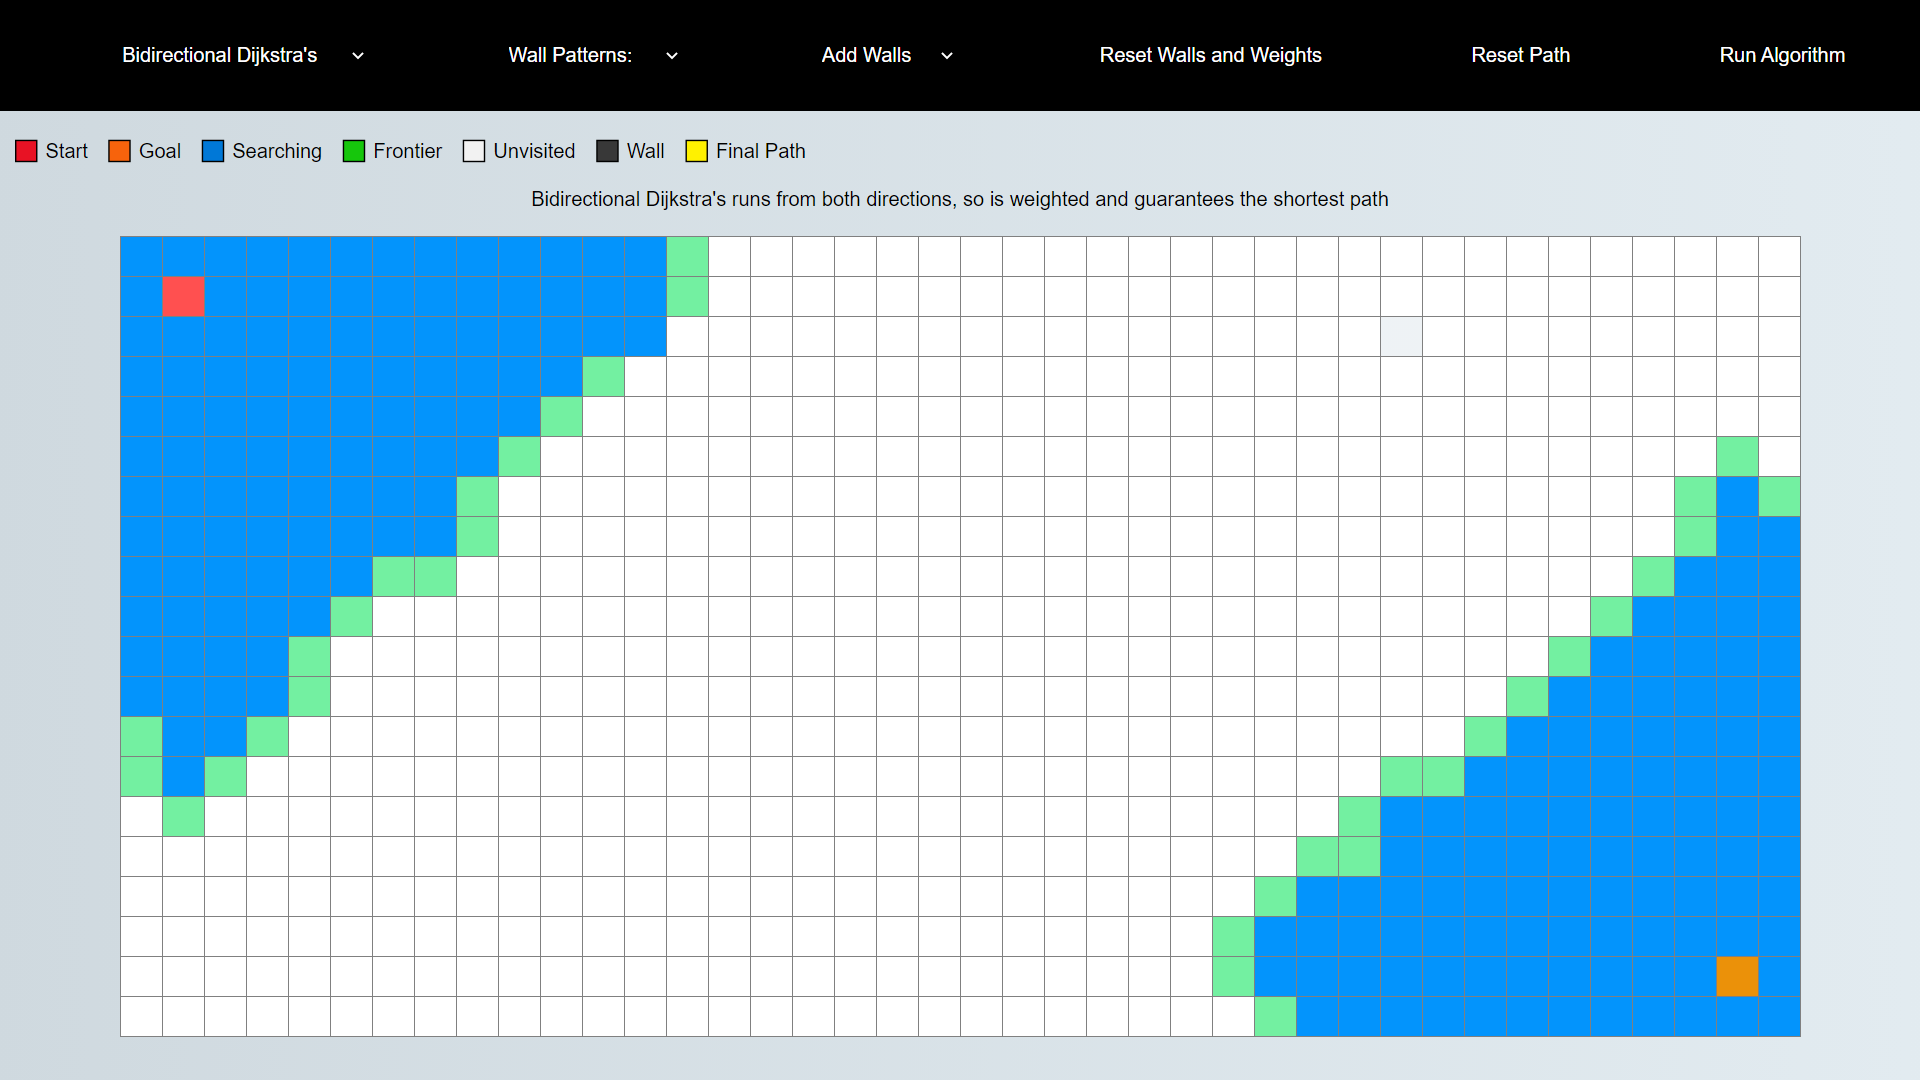 Bidirectional Dijkstra's Wall Patterns: Add Walls Reset Walls and Weights Reset Path Run Algorithm
Start Goal Searching Frontier Unvisited Wall Final Path
Bidirectional Dijkstra's runs from both directions, so is weighted and guarantees the shortest path